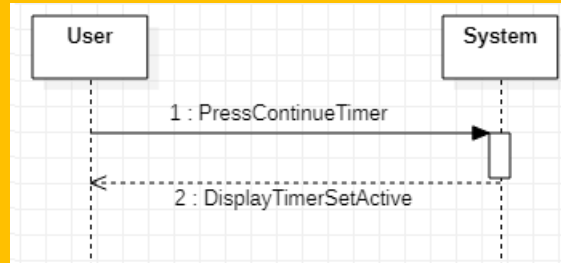 User
System
1 : PressContinueTimer
2 : DisplayTimerSetActive